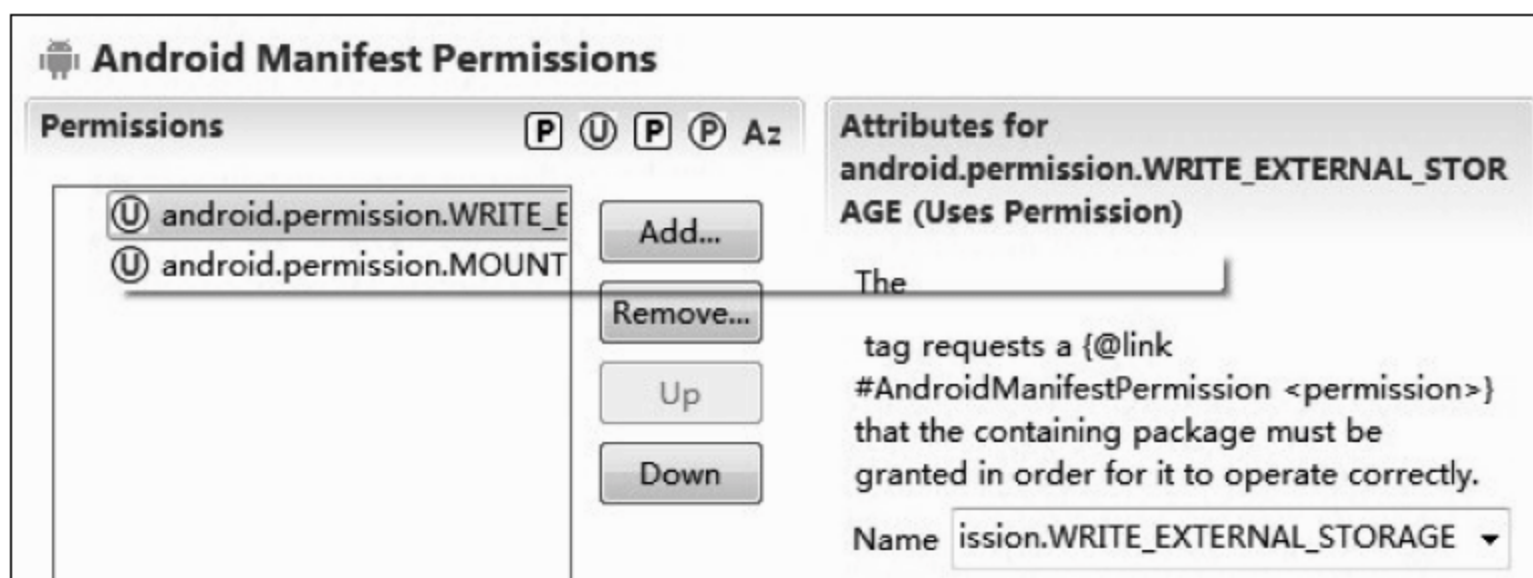 Android Manifest Permissions
Permissions
P U P P Az
android.permission.WRITE_E
android.permission.MOUNT
Add...
Remove...
Up
Down
Attributes for
android.permission.WRITE_EXTERNAL_STOR
AGE (Uses Permission)
The
tag requests a {@link
#AndroidManifestPermission <permission>}
that the containing package must be
granted in order for it to operate correctly.
Name ission.WRITE_EXTERNAL_STORAGE